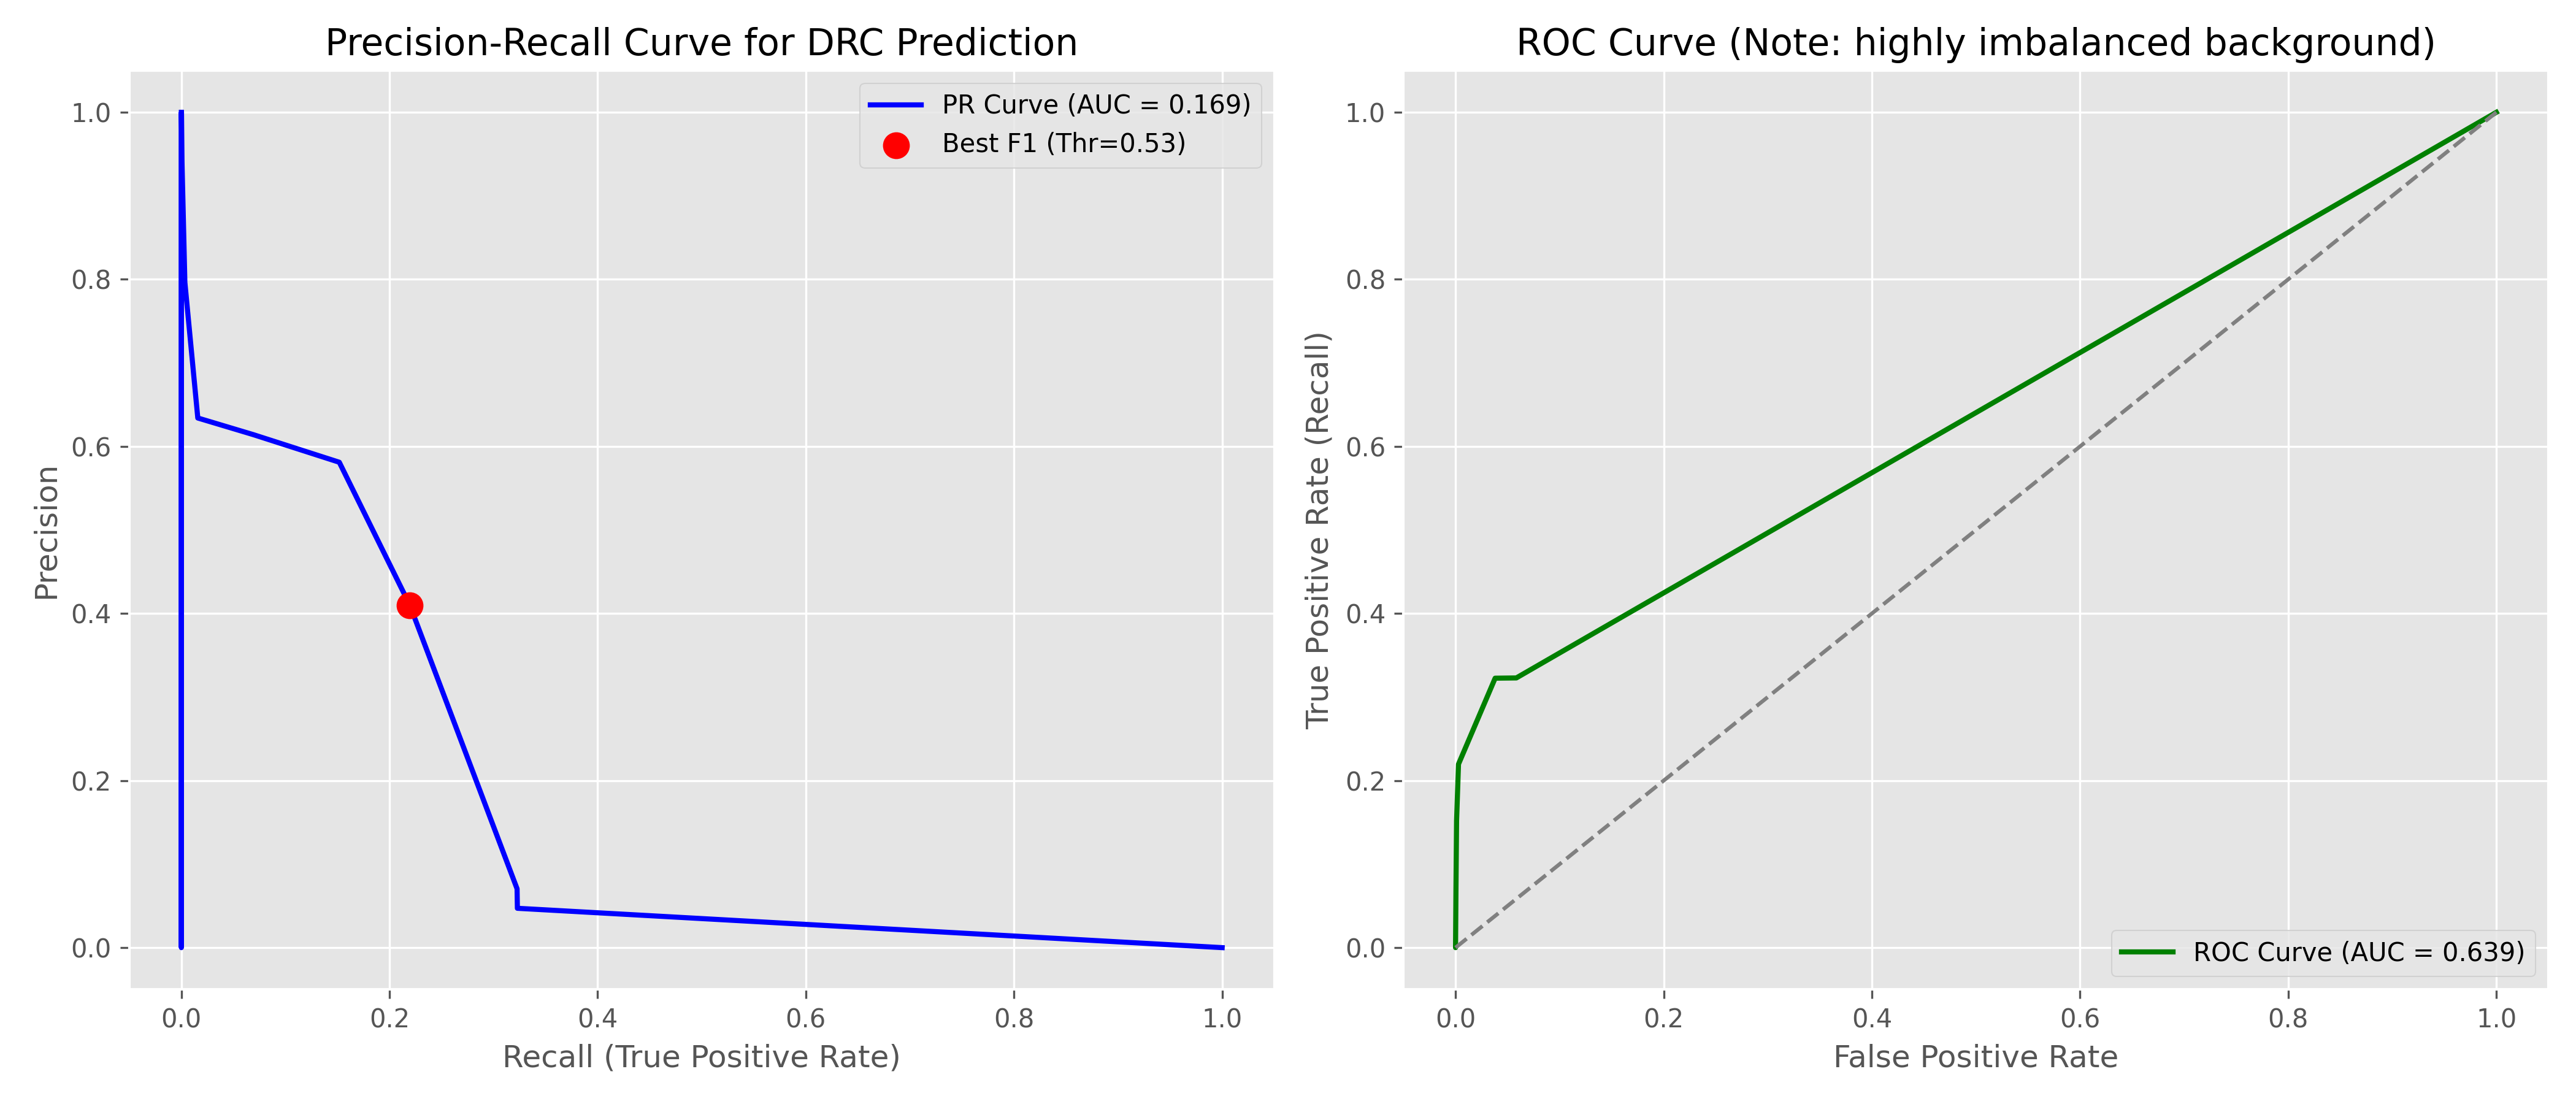 Precision-Recall Curve for DRC Prediction
PR Curve (AUC = 0.169)
Best F1 (Thr=0.53)
1.0
0.8
0.6
0.4
0.2
0.0
Precision
0.0 0.2 0.4 0.6 0.8 1.0
Recall (True Positive Rate)
ROC Curve (Note: highly imbalanced background)
1.0
0.8
0.6
0.4
0.2
0.0
True Positive Rate (Recall)
ROC Curve (AUC = 0.639)
0.0 0.2 0.4 0.6 0.8 1.0
False Positive Rate